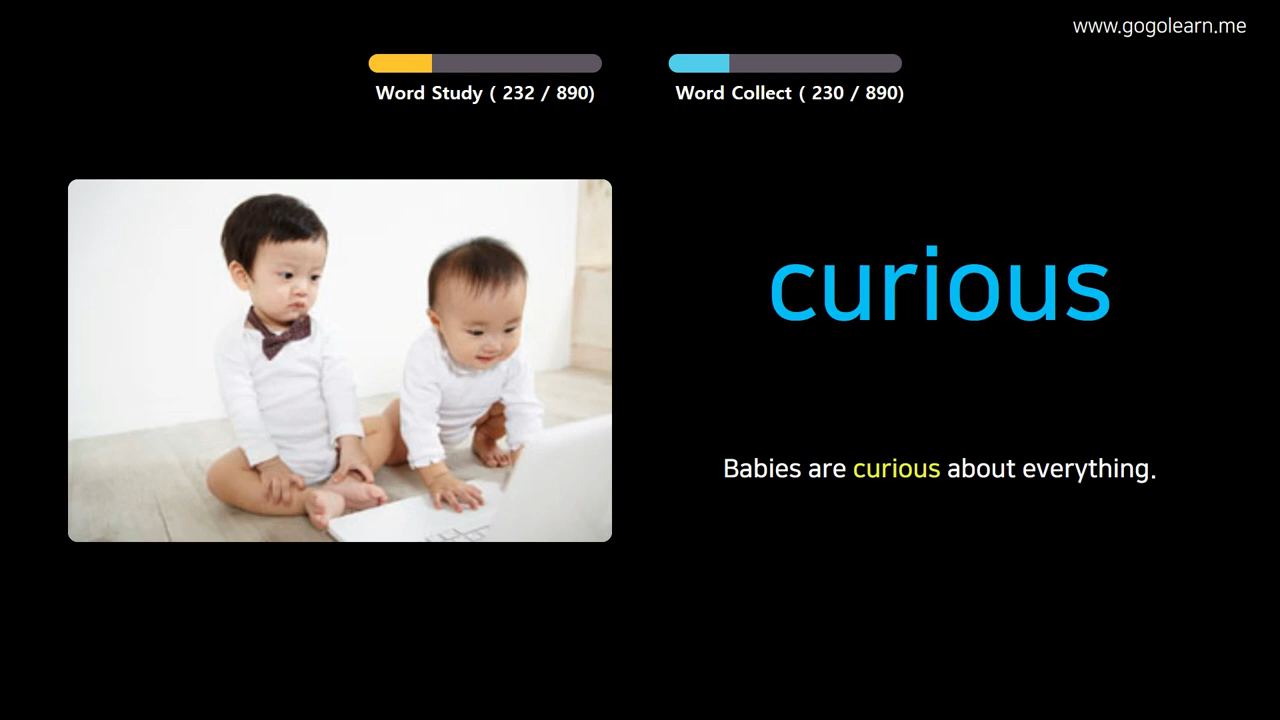 www.gogolearn.me
Word Study ( 232 / 890)
Word Collect ( 230 / 890)
curious
Babies are curious about everything.